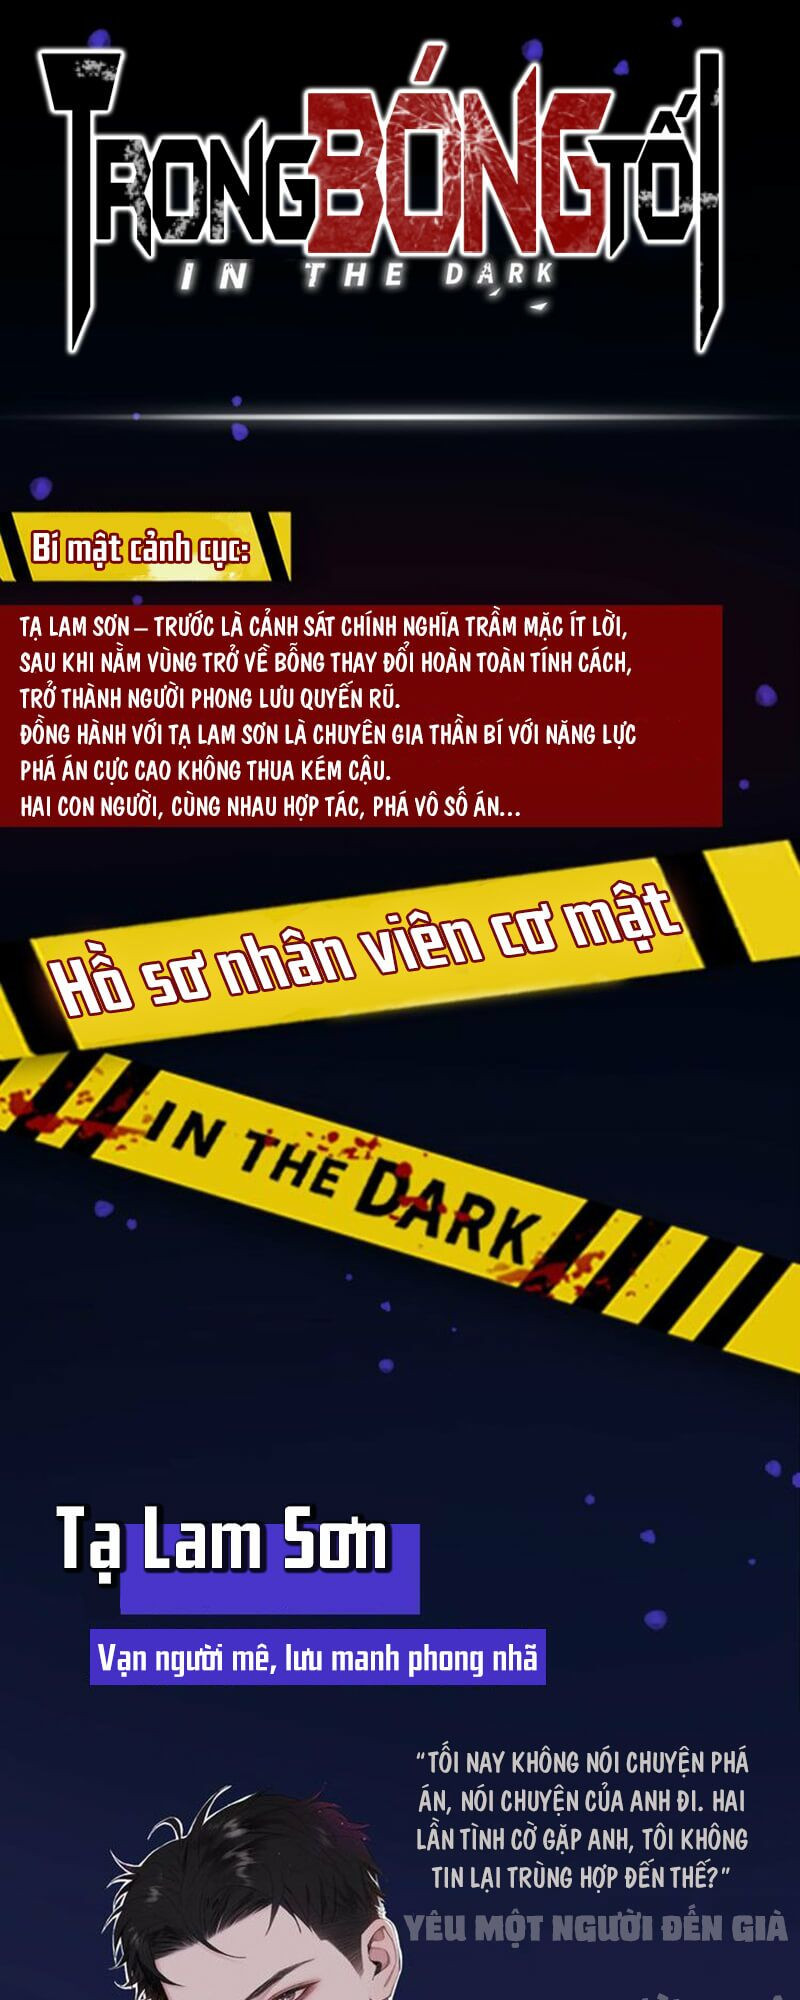 TRONG BÓNG TỐI
IN THE DARK
Bí mật cảnh cục:
TẠ LAM SƠN – TRƯỚC LÀ CẢNH SÁT CHÍNH NGHĨA TRẦM MẶC ÍT LỜI,
SAU KHI NẰM VÙNG TRỞ VỀ BỖNG THAY ĐỔI HOÀN TOÀN TÍNH CÁCH,
TRỞ THÀNH NGƯỜI PHONG LƯU QUYẾN RŨ.
ĐỒNG HÀNH VỚI TẠ LAM SƠN LÀ CHUYÊN GIA THẦN BÍ VỚI NĂNG LỰC
PHÁ ÁN CỰC CAO KHÔNG THUA KÉM CẬU.
HAI CON NGƯỜI, CÙNG NHAU HỢP TÁC, PHÁ VÔ SỐ ÁN...
Hồ sơ nhân viên cơ mật
IN THE DARK
Tạ Lam Sơn
Vạn người mê, lưu manh phong nhã
“TỐI NAY KHÔNG NÓI CHUYỆN PHÁ
ÁN, NÓI CHUYỆN CỦA ANH ĐI. HAI
LẦN TÌNH CỜ GẶP ANH, TÔI KHÔNG
TIN LẠI TRÙNG HỢP ĐẾN THẾ?”
YÊU MỘT NGƯỜI ĐẾN GIÀ